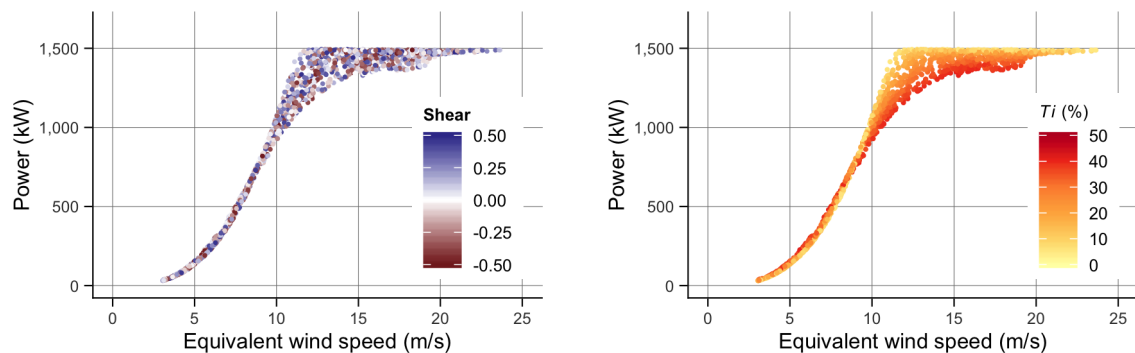 Power (kW)
1,500
1,000
500
0
0 5 10 15 20 25
Equivalent wind speed (m/s)
Shear
0.50
0.25
0.00
-0.25
-0.50
Power (kW)
1,500
1,000
500
0
0 5 10 15 20 25
Equivalent wind speed (m/s)
Ti (%)
50
40
30
20
10
0